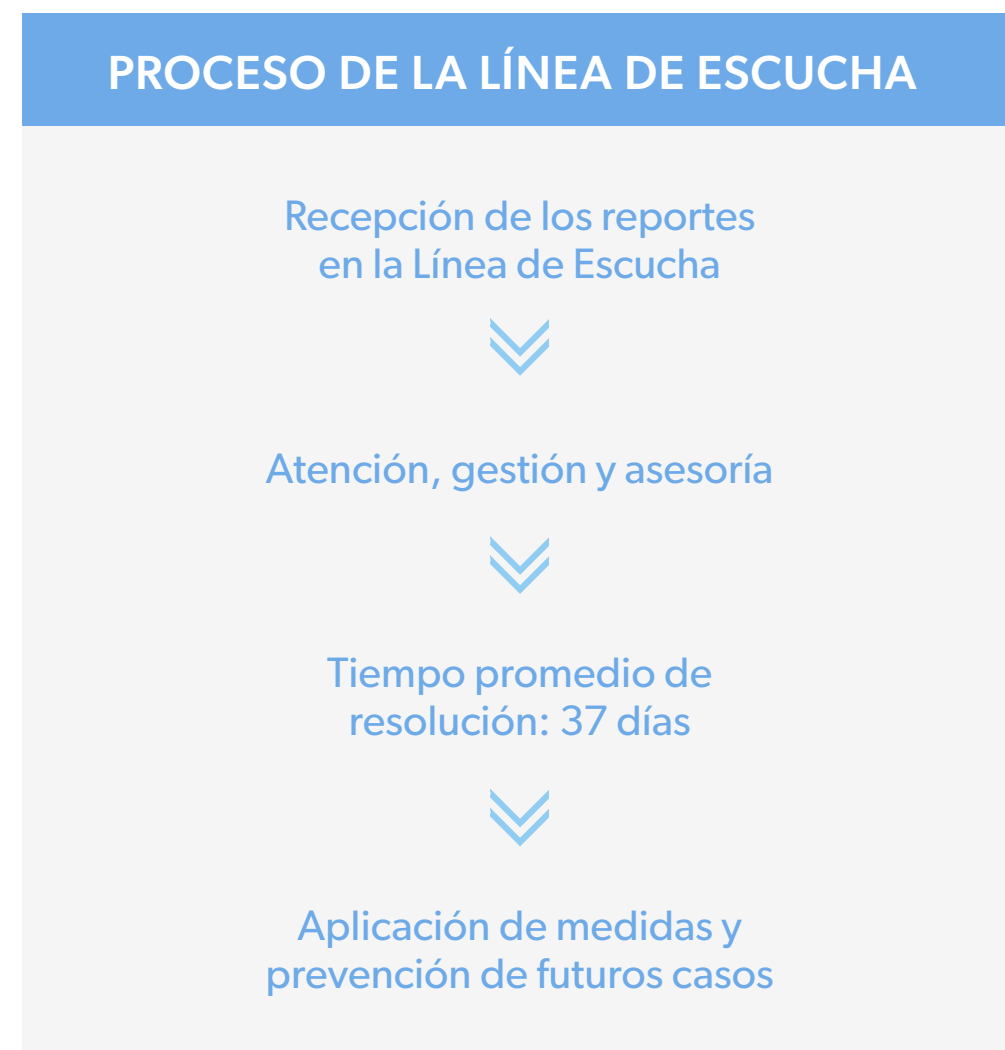 PROCESO DE LA LÍNEA DE ESCUCHA
Recepción de los reportes
en la Línea de Escucha
Atención, gestión y asesoría
Tiempo promedio de
resolución: 37 días
Aplicación de medidas y
prevención de futuros casos